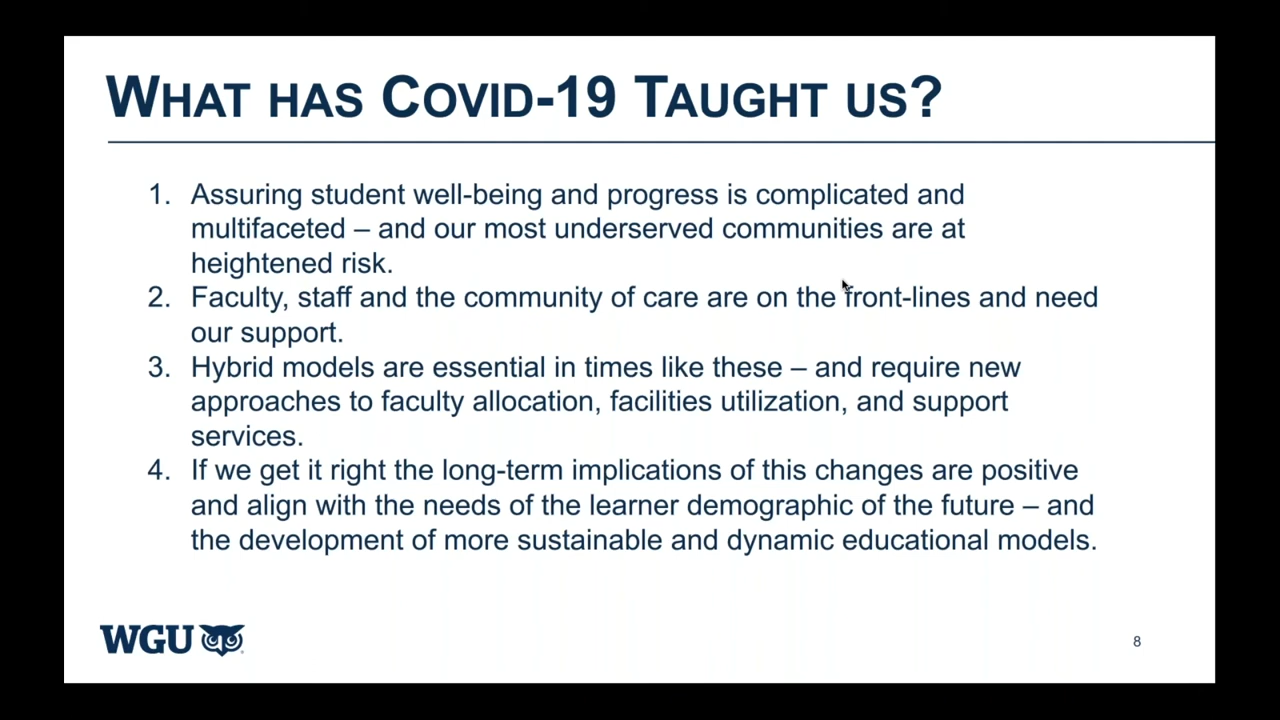 WHAT HAS COVID-19 TAUGHT US?
1. Assuring student well-being and progress is complicated and
multifaceted – and our most underserved communities are at
heightened risk.
2. Faculty, staff and the community of care are on the front-lines and need
our support.
3. Hybrid models are essential in times like these – and require new
approaches to faculty allocation, facilities utilization, and support
services.
4. If we get it right the long-term implications of this changes are positive
and align with the needs of the learner demographic of the future – and
the development of more sustainable and dynamic educational models.
WGU
8